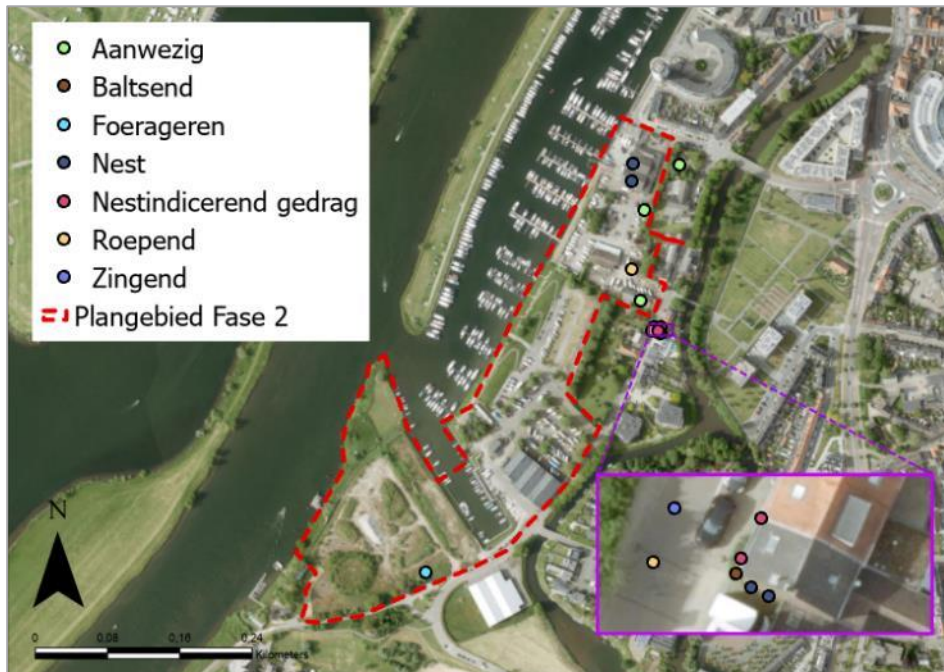 Aanwezig
Baltsend
Foerageren
Nest
Nestindicerend gedrag
Roepend
Zingend
Plangebied Fase 2
N
0 0,08 0,16 0,24
Kilometers